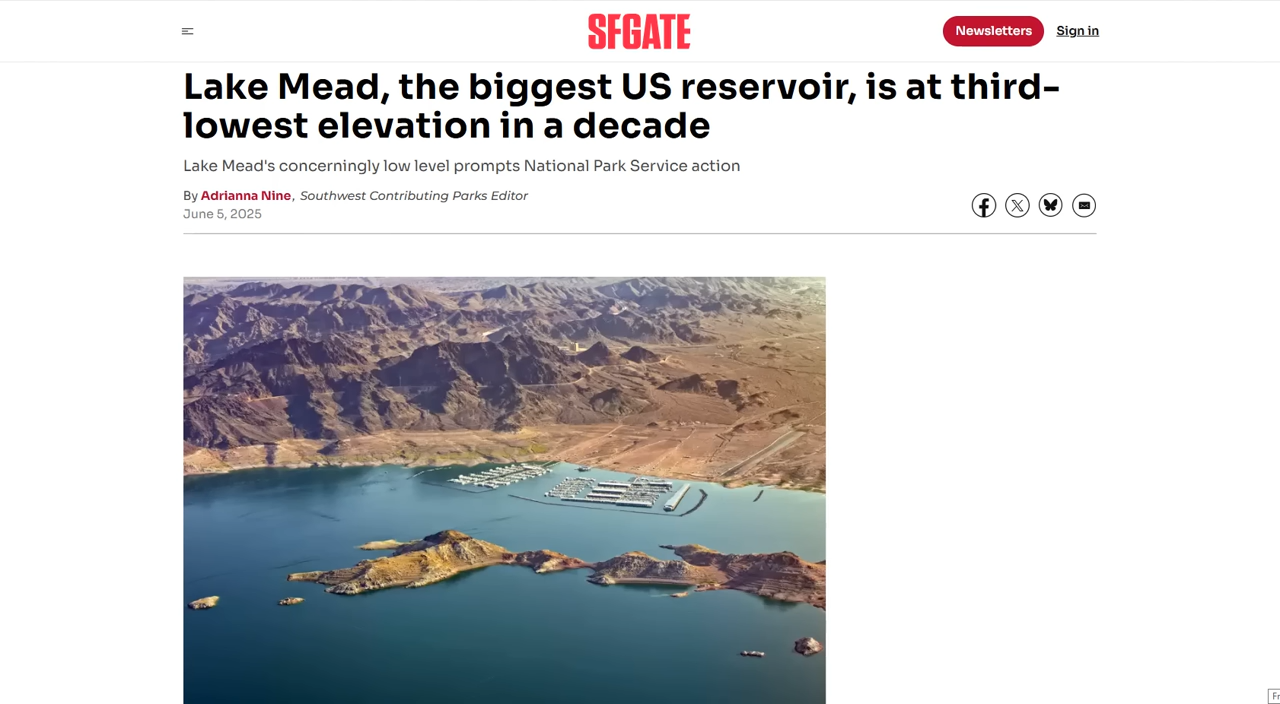 SFGATE
Newsletters
Sign in
Lake Mead, the biggest US reservoir, is at third-
lowest elevation in a decade
Lake Mead's concerningly low level prompts National Park Service action
By Adrianna Nine, Southwest Contributing Parks Editor
June 5, 2025